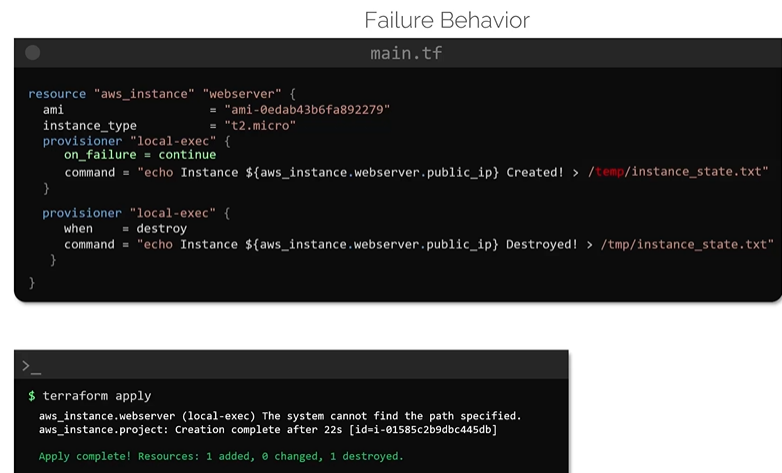 Failure Behavior
main.tf
resource "aws_instance" "webserver" {
ami = "ami-0edab43b6fa892279"
instance_type = "t2.micro"
provisioner "local-exec" {
on_failure = continue
command = "echo Instance ${aws_instance.webserver.public_ip} Created! > /temp/instance_state.txt"
}
provisioner "local-exec" {
when = destroy
command = "echo Instance ${aws_instance.webserver.public_ip} Destroyed! > /tmp/instance_state.txt"
}
}
>_
$ terraform apply
aws_instance.webserver (local-exec) The system cannot find the path specified.
aws_instance.project: Creation complete after 22s [id=i-01585c2b9dbc445db]
Apply complete! Resources: 1 added, 0 changed, 1 destroyed.